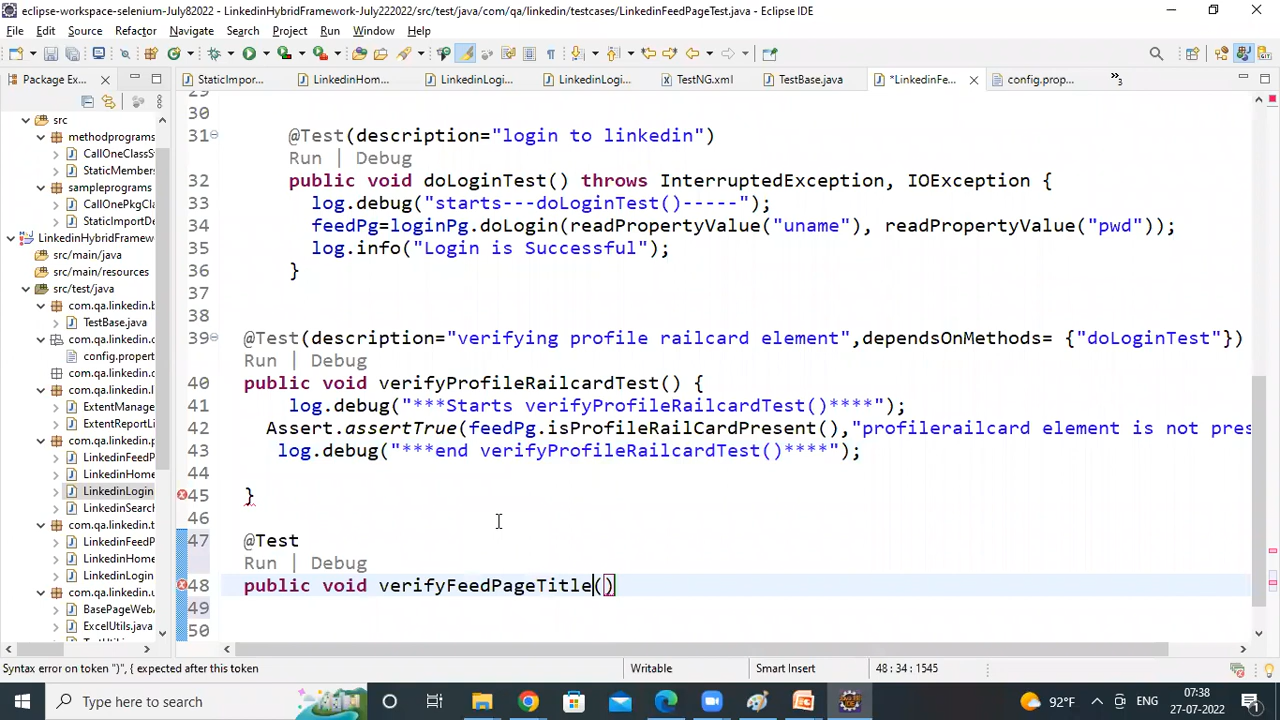 eclipse-workspace-selenium-July82022 - LinkedinHybridFramework-July222022/src/test/java/com/qa/linkedin/testcases/LinkedinFeedPageTest.java - Eclipse IDE
File Edit Source Refactor Navigate Search Project Run Window Help
Package Ex... StaticImpor... LinkedinHom... LinkedinLogi... LinkedinLogi... TestNG.xml TestBase.java *LinkedinFe... config.prop... »3
src
methodprograms
CallOneClassS
StaticMembers
sampleprograms
CallOnePkgCla
StaticImportDe
LinkedinHybridFramew
src/main/java
src/main/resources
src/test/java
com.qa.linkedin.b
TestBase.java
com.qa.linkedin.
config.propert
com.qa.linkedin.
com.qa.linkedin.l
ExtentManage
ExtentReportLi
com.qa.linkedin.p
LinkedinFeedP
LinkedinHome
LinkedinLogin
LinkedinSearc
com.qa.linkedin.t
LinkedinFeedP
LinkedinHome
LinkedinLogin
com.qa.linkedin.u
BasePageWeb
ExcelUtils.java
29
30
31 @Test(description="login to linkedin")
Run | Debug
32 public void doLoginTest() throws InterruptedException, IOException {
33 log.debug("starts---doLoginTest()-----");
34 feedPg=loginPg.doLogin(readPropertyValue("uname"), readPropertyValue("pwd"));
35 log.info("Login is Successful");
36 }
37
38
39 @Test(description="verifying profile railcard element",dependsOnMethods= {"doLoginTest"})
Run | Debug
40 public void verifyProfileRailcardTest() {
41 log.debug("***Starts verifyProfileRailcardTest()****");
42 Assert.assertTrue(feedPg.isProfileRailCardPresent(),"profilerailcard element is not pres
43 log.debug("***end verifyProfileRailcardTest()****");
44
45 }
46
47 @Test
Run | Debug
48 public void verifyFeedPageTitle()
49
50
Syntax error on token "}", { expected after this token Writable Smart Insert 48 : 34 : 1545
Type here to search 92°F ENG 07:38
27-07-2022